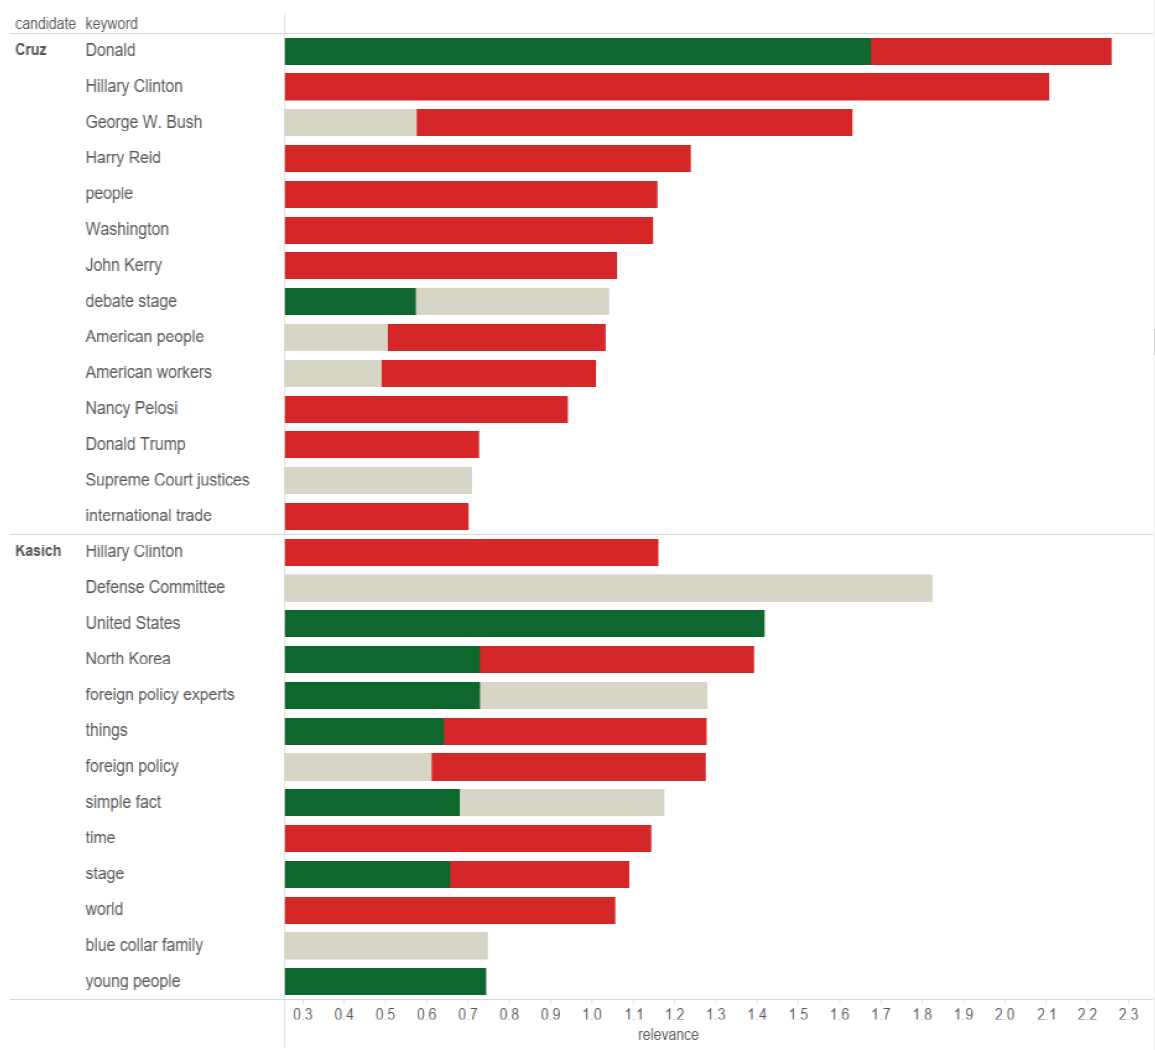 candidate keyword
Cruz Donald
Hillary Clinton
George W. Bush
Harry Reid
people
Washington
John Kerry
debate stage
American people
American workers
Nancy Pelosi
Donald Trump
Supreme Court justices
international trade
Kasich Hillary Clinton
Defense Committee
United States
North Korea
foreign policy experts
things
foreign policy
simple fact
time
stage
world
blue collar family
young people
0.3 0.4 0.5 0.6 0.7 0.8 0.9 1.0 1.1 1.2 1.3 1.4 1.5 1.6 1.7 1.8 1.9 2.0 2.1 2.2 2.3
relevance